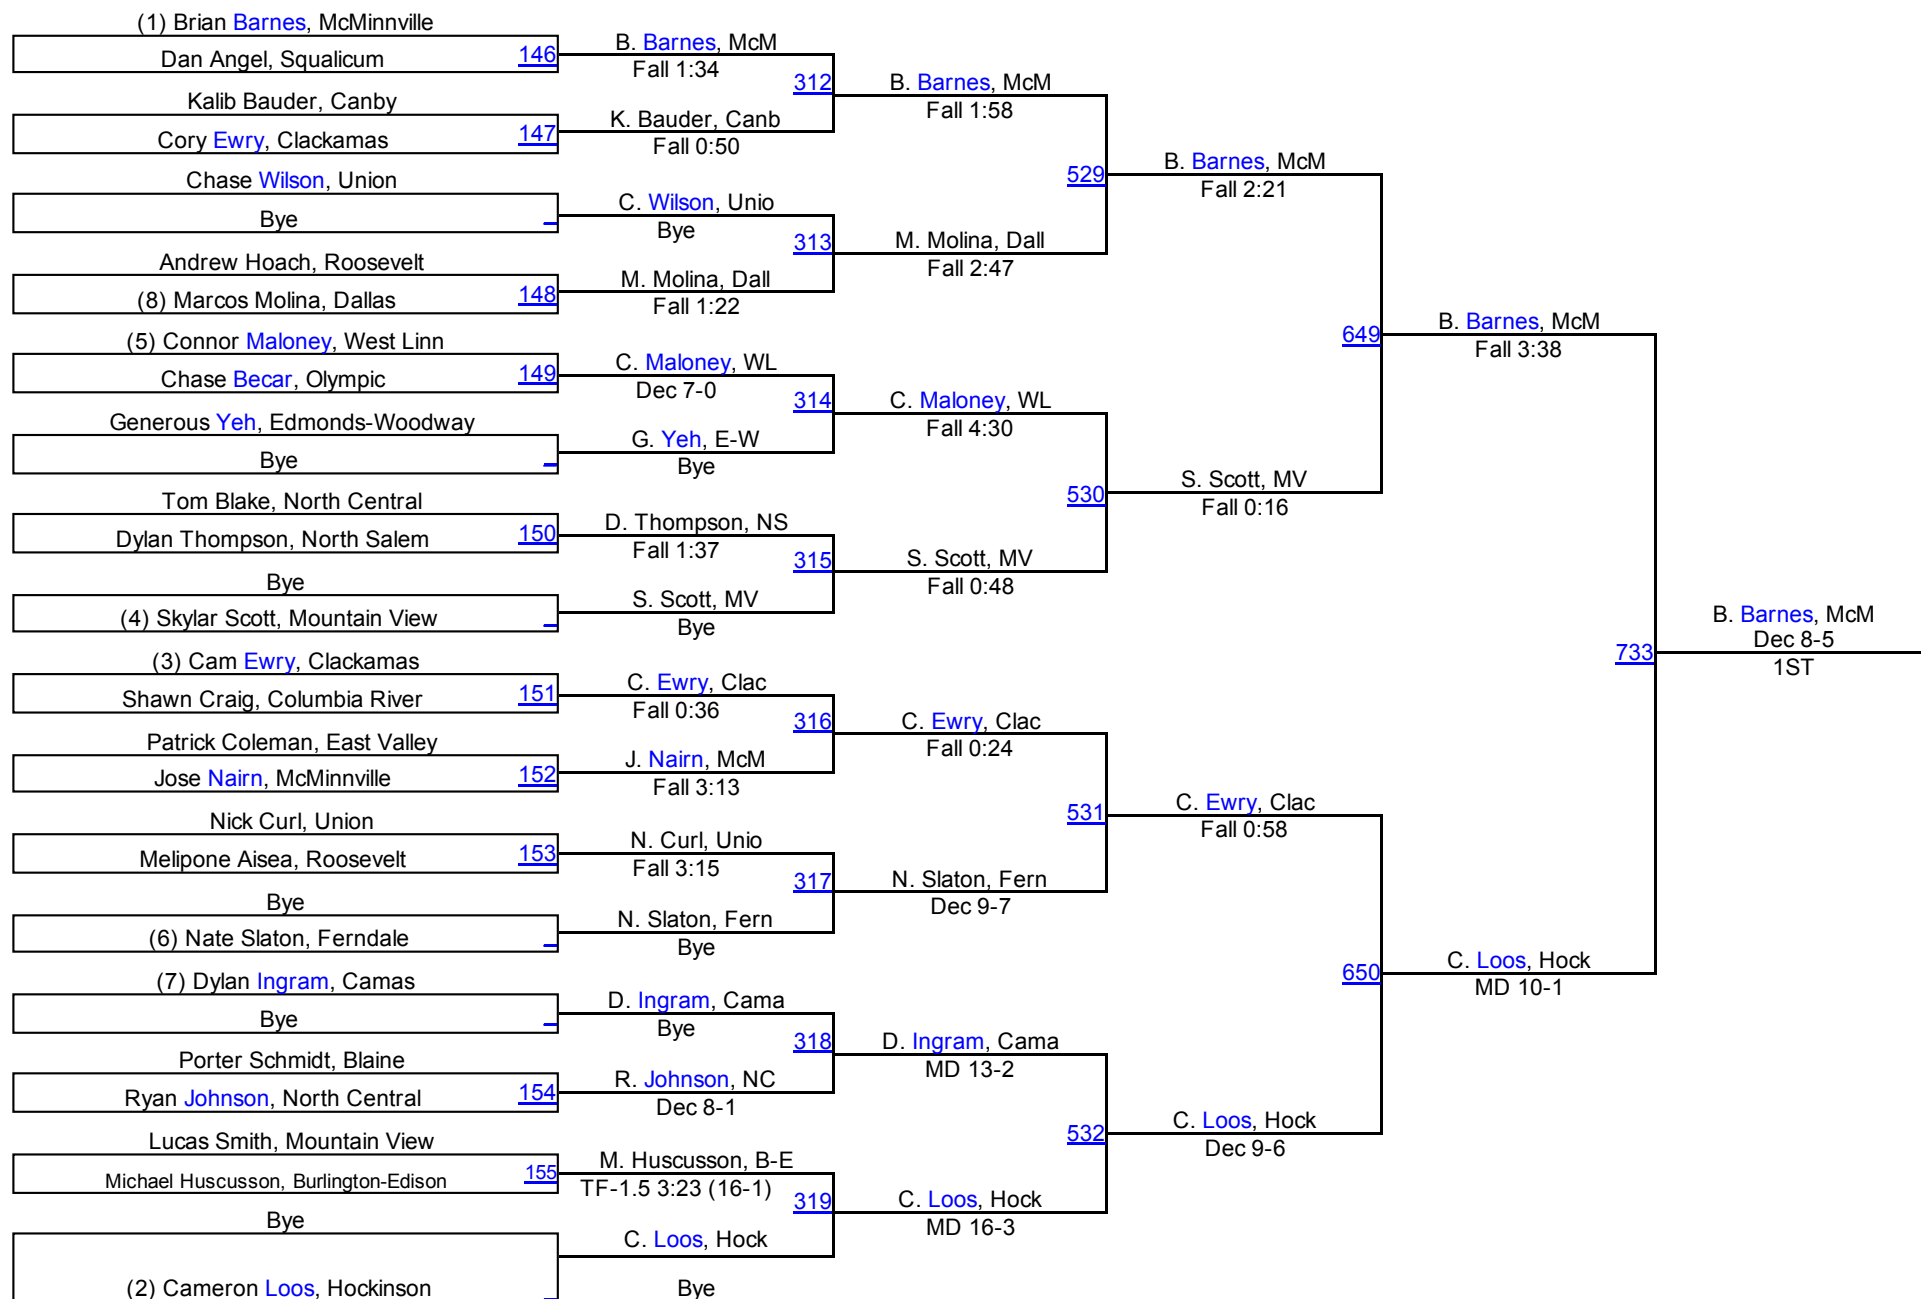 (1) Brian Barnes, McMinnville
Dan Angel, Squalicum
146
Kalib Bauder, Canby
Cory Ewry, Clackamas
147
Chase Wilson, Union
Bye
Andrew Hoach, Roosevelt
(8) Marcos Molina, Dallas
148
(5) Connor Maloney, West Linn
Chase Becar, Olympic
149
Generous Yeh, Edmonds-Woodway
Bye
Tom Blake, North Central
Dylan Thompson, North Salem
150
Bye
(4) Skylar Scott, Mountain View
(3) Cam Ewry, Clackamas
Shawn Craig, Columbia River
151
Patrick Coleman, East Valley
Jose Nairn, McMinnville
152
Nick Curl, Union
Melipone Aisea, Roosevelt
153
Bye
(6) Nate Slaton, Ferndale
(7) Dylan Ingram, Camas
Bye
Porter Schmidt, Blaine
Ryan Johnson, North Central
154
Lucas Smith, Mountain View
Michael Huscusson, Burlington-Edison
155
Bye
(2) Cameron Loos, Hockinson
B. Barnes, McM
Fall 1:34
312
K. Bauder, Canb
Fall 0:50
C. Wilson, Unio
Bye
313
M. Molina, Dall
Fall 1:22
C. Maloney, WL
Dec 7-0
314
G. Yeh, E-W
Bye
D. Thompson, NS
Fall 1:37
315
S. Scott, MV
Bye
C. Ewry, Clac
Fall 0:36
316
J. Nairn, McM
Fall 3:13
N. Curl, Unio
Fall 3:15
317
N. Slaton, Fern
Bye
D. Ingram, Cama
Bye
318
R. Johnson, NC
Dec 8-1
M. Huscusson, B-E
TF-1.5 3:23 (16-1)
319
C. Loos, Hock
Bye
B. Barnes, McM
Fall 1:58
529
M. Molina, Dall
Fall 2:47
C. Maloney, WL
Fall 4:30
530
S. Scott, MV
Fall 0:48
C. Ewry, Clac
Fall 0:24
531
N. Slaton, Fern
Dec 9-7
D. Ingram, Cama
MD 13-2
532
C. Loos, Hock
MD 16-3
B. Barnes, McM
Fall 2:21
649
S. Scott, MV
Fall 0:16
C. Ewry, Clac
Fall 0:58
650
C. Loos, Hock
Dec 9-6
B. Barnes, McM
Fall 3:38
733
C. Loos, Hock
MD 10-1
B. Barnes, McM
Dec 8-5
1ST